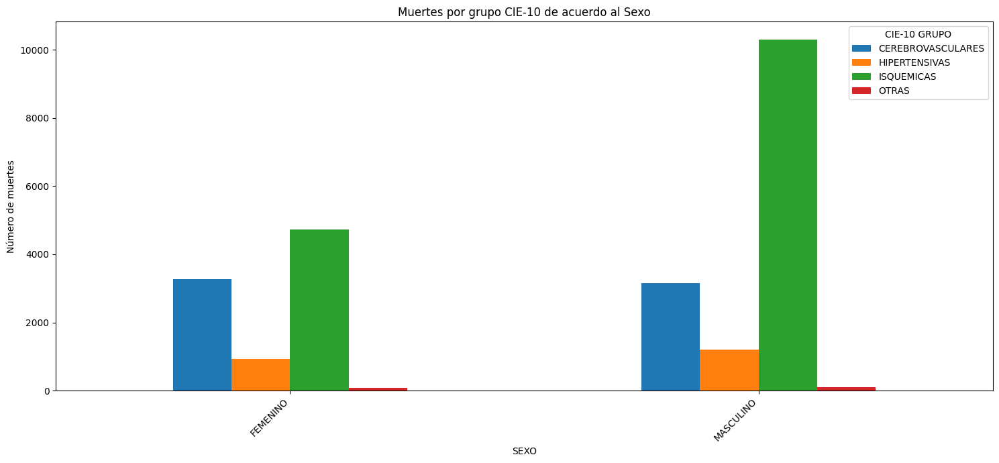 Muertes por grupo CIE-10 de acuerdo al Sexo
CIE-10 GRUPO
CEREBROVASCULARES
HIPERTENSIVAS
ISQUEMICAS
OTRAS
Número de muertes
10000
8000
6000
4000
2000
0
FEMENINO
MASCULINO
SEXO